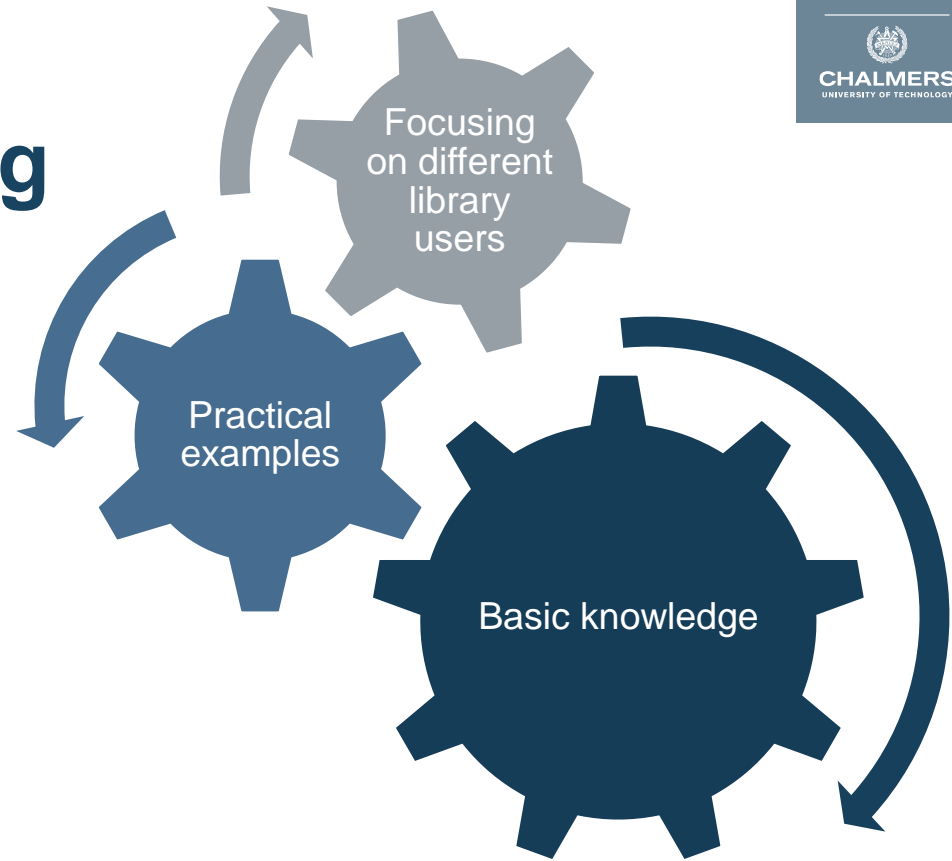 g
CHALMERS
UNIVERSITY OF TECHNOLOGY
Focusing
on different
library
users
Practical
examples
Basic knowledge